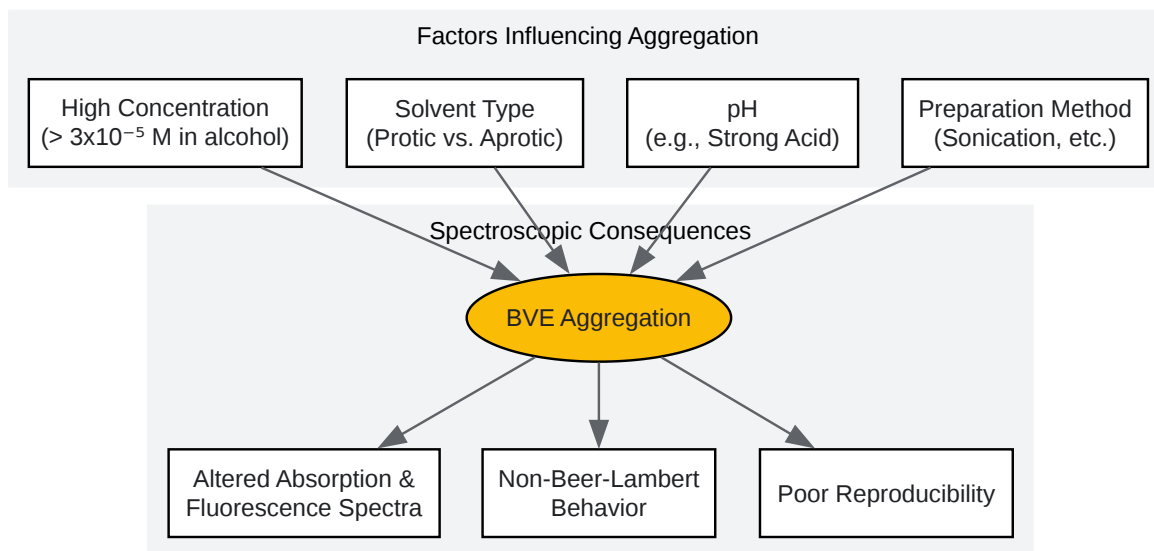 Factors Influencing Aggregation
High Concentration
(> 3x10⁻⁵ M in alcohol)
Solvent Type
(Protic vs. Aprotic)
pH
(e.g., Strong Acid)
Preparation Method
(Sonication, etc.)
Spectroscopic Consequences
BVE Aggregation
Altered Absorption &
Fluorescence Spectra
Non-Beer-Lambert
Behavior
Poor Reproducibility